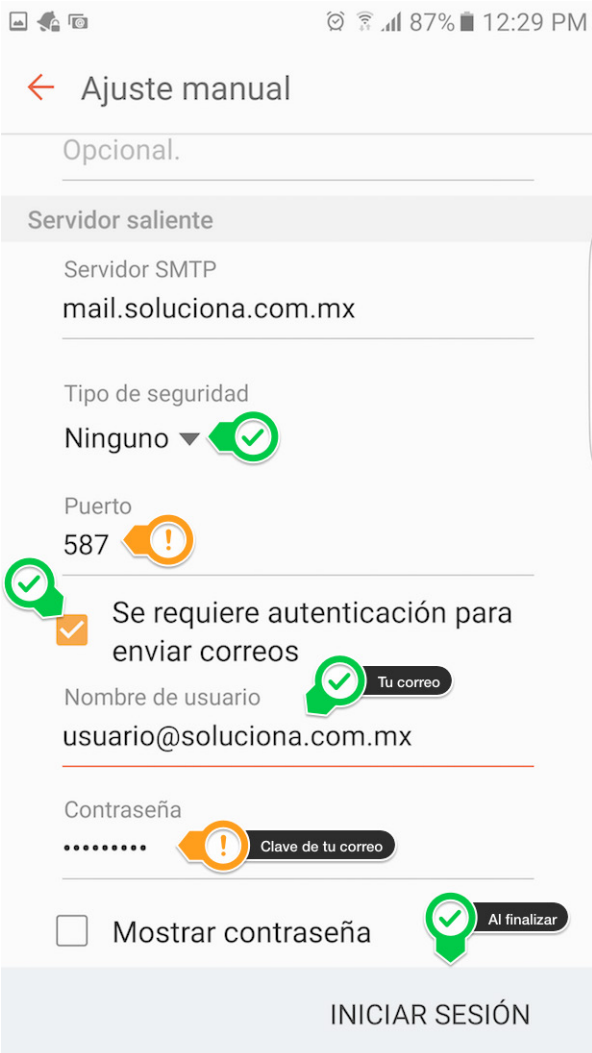 87% 12:29 PM
Ajuste manual
Opcional.
Servidor saliente
Servidor SMTP
mail.soluciona.com.mx
Tipo de seguridad
Ninguno
Puerto
587
Se requiere autenticación para
enviar correos
Tu correo
Nombre de usuario
usuario@soluciona.com.mx
Contraseña
•••••••••
Clave de tu correo
Mostrar contraseña
Al finalizar
INICIAR SESIÓN